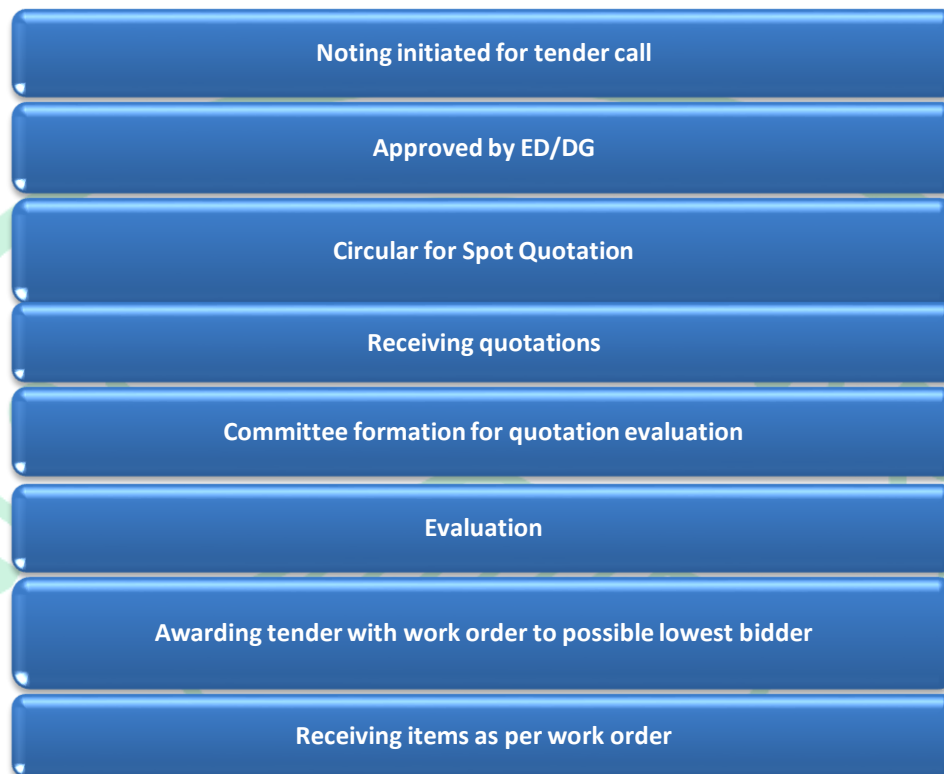 Noting initiated for tender call
Approved by ED/DG
Circular for Spot Quotation
Receiving quotations
Committee formation for quotation evaluation
Evaluation
Awarding tender with work order to possible lowest bidder
Receiving items as per work order